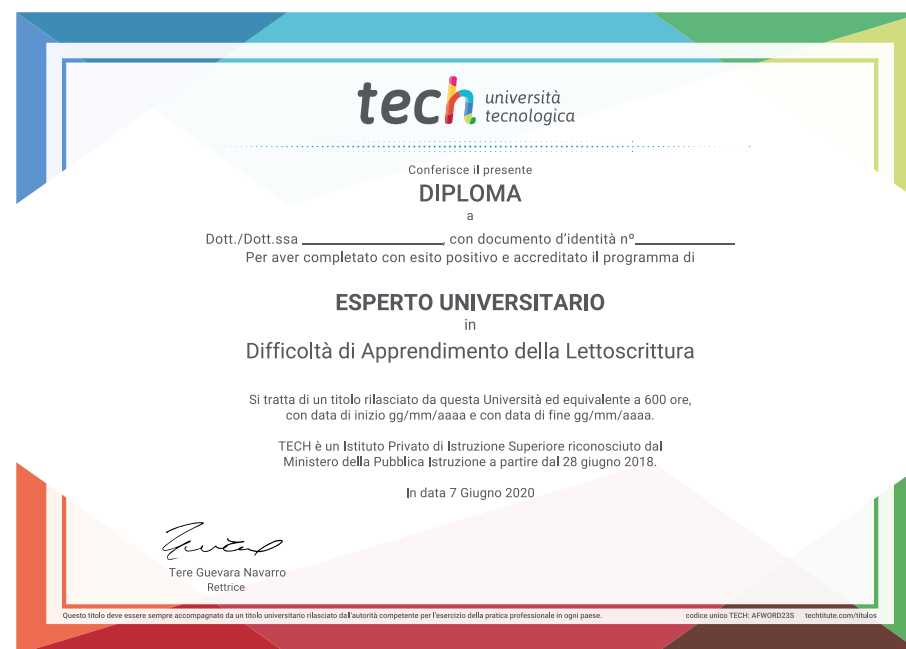 tech università
tecnologica
Conferisce il presente
DIPLOMA
a
Dott./Dott.ssa ____________________, con documento d'identità nº______________
Per aver completato con esito positivo e accreditato il programma di
ESPERTO UNIVERSITARIO
in
Difficoltà di Apprendimento della Lettoscrittura
Si tratta di un titolo rilasciato da questa Università ed equivalente a 600 ore,
con data di inizio gg/mm/aaaa e con data di fine gg/mm/aaaa.
TECH è un Istituto Privato di Istruzione Superiore riconosciuto dal
Ministero della Pubblica Istruzione a partire dal 28 giugno 2018.
In data 7 Giugno 2020
Tere Guevara Navarro
Rettrice
Questo titolo deve essere sempre accompagnato da un titolo universitario rilasciato dall'autorità competente per l'esercizio della pratica professionale in ogni paese. codice unico TECH: AFWORD23S techtitute.com/titulos